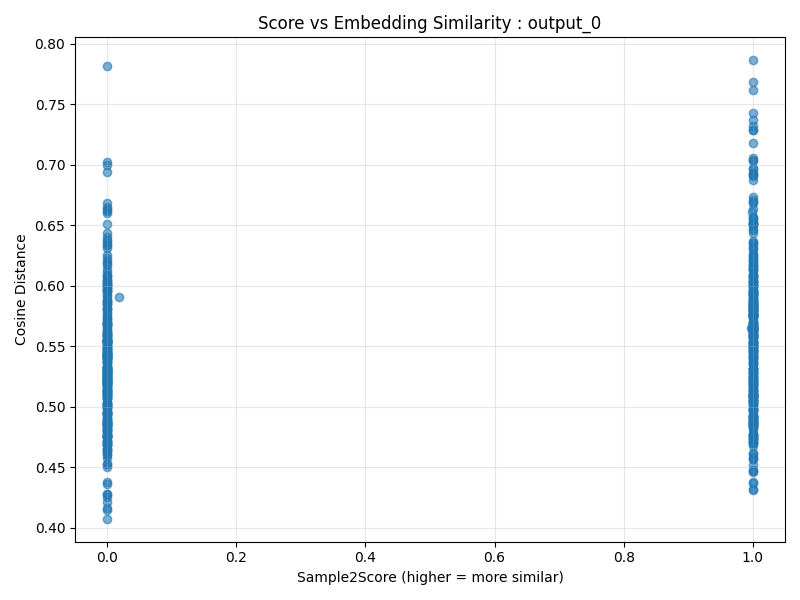 Score vs Embedding Similarity : output_0
0.80
0.75
0.70
0.65
0.60
0.55
0.50
0.45
0.40
Cosine Distance
0.0 0.2 0.4 0.6 0.8 1.0
Sample2Score (higher = more similar)